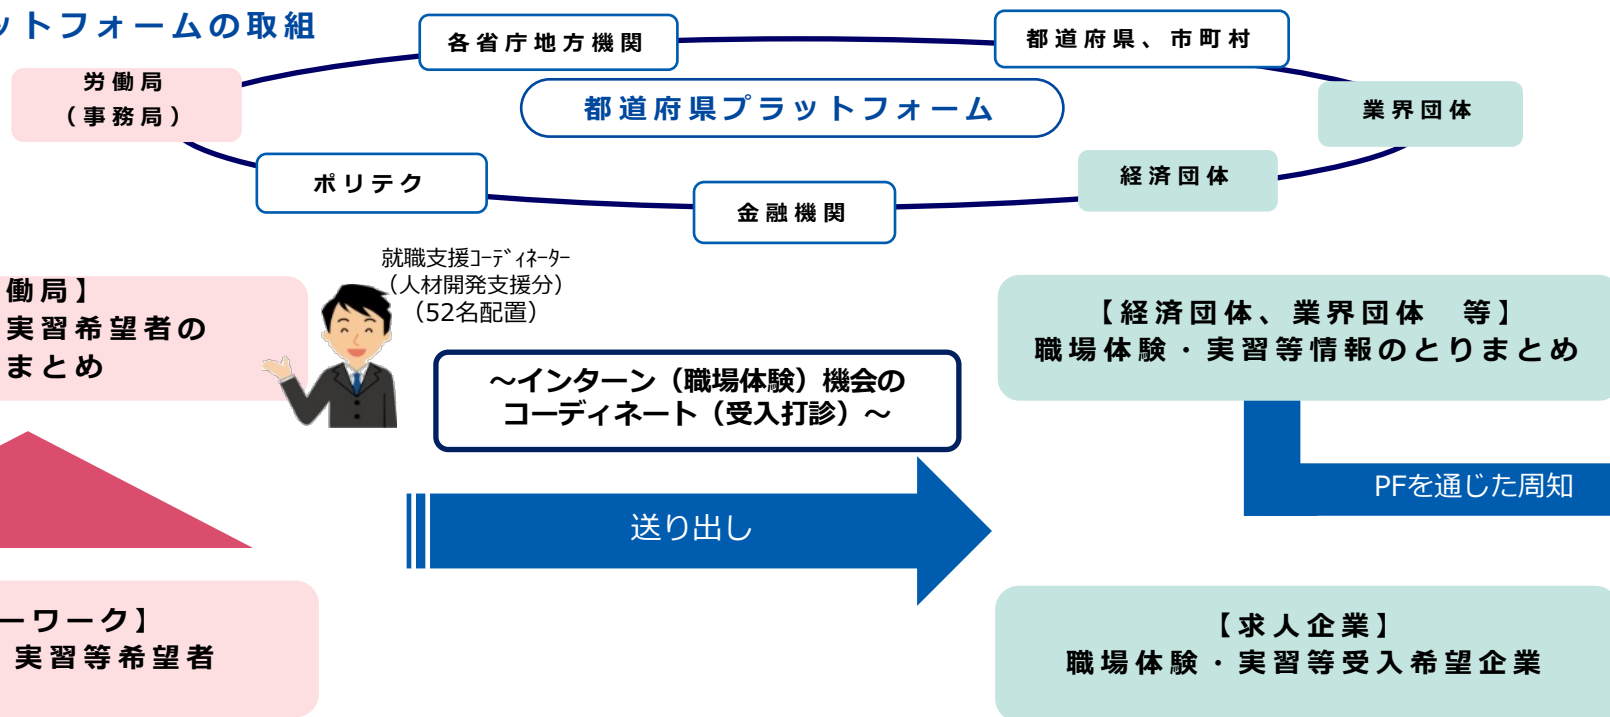 ットフォームの取組
各省庁地方機関
都道府県、市町村
労働局
（事務局）
都道府県プラットフォーム
業界団体
ポリテク
経済団体
金融機関
就職支援ｺｰﾃﾞｨﾈｰﾀｰ
（人材開発支援分）
（52名配置）
働局】
実習希望者の
まとめ
～インターン（職場体験）機会の
コーディネート（受入打診）～
【経済団体、業界団体　等】
職場体験・実習等情報のとりまとめ
PFを通じた周知
送り出し
ーワーク】
実習等希望者
【求人企業】
職場体験・実習等受入希望企業